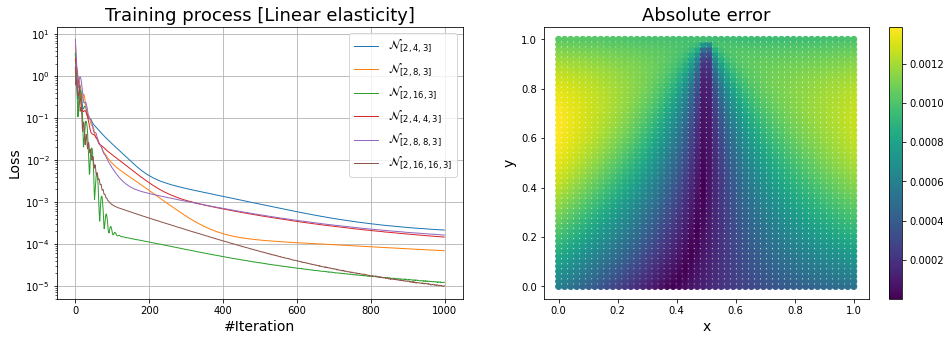 Training process [Linear elasticity]
Loss
10¹
10⁰
10⁻¹
10⁻²
10⁻³
10⁻⁴
10⁻⁵
𝒩[2, 4, 3]
𝒩[2, 8, 3]
𝒩[2, 16, 3]
𝒩[2, 4, 4, 3]
𝒩[2, 8, 8, 3]
𝒩[2, 16, 16, 3]
0 200 400 600 800 1000
#Iteration
Absolute error
y
1.0
0.8
0.6
0.4
0.2
0.0
0.0 0.2 0.4 0.6 0.8 1.0
x
0.0012
0.0010
0.0008
0.0006
0.0004
0.0002